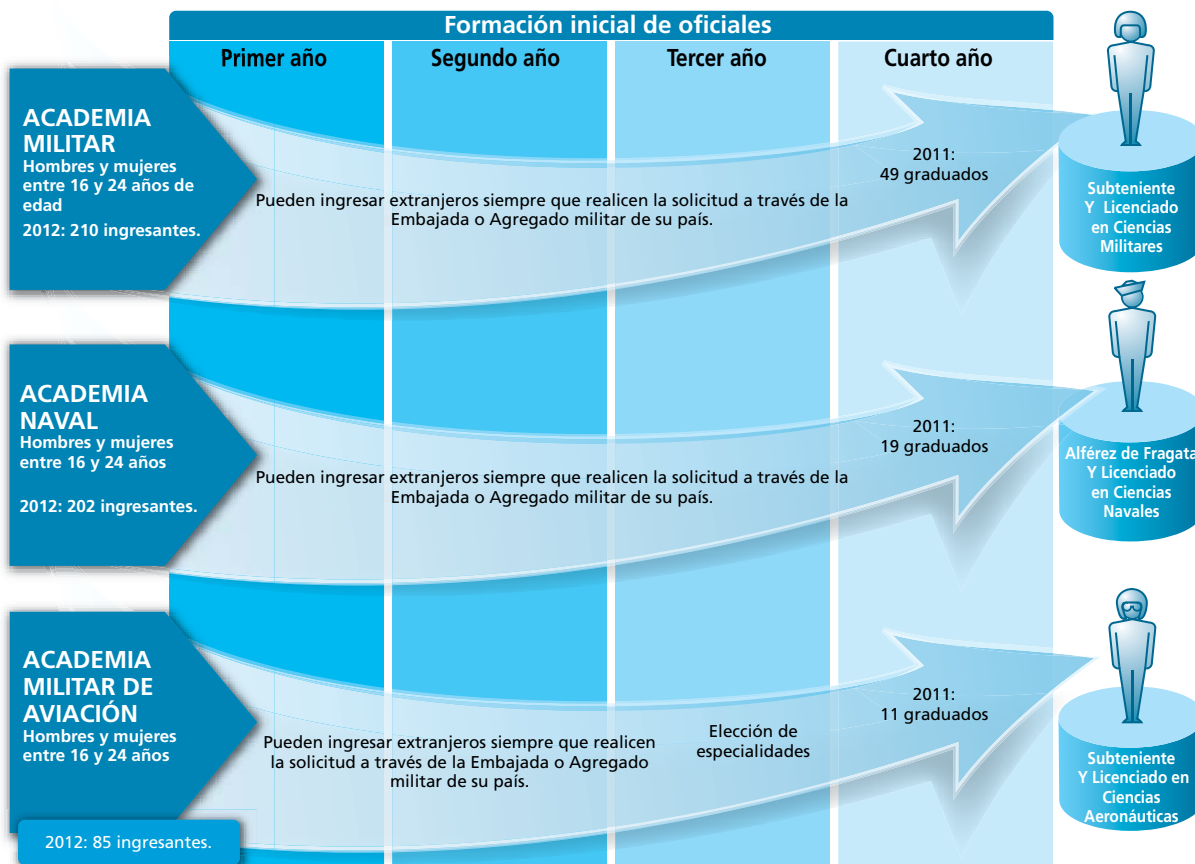 Formación inicial de oficiales
Primer año
Segundo año
Tercer año
Cuarto año
ACADEMIA
MILITAR
Hombres y mujeres
entre 16 y 24 años de
edad
2012: 210 ingresantes.
Pueden ingresar extranjeros siempre que realicen la solicitud a través de la
Embajada o Agregado militar de su país.
2011:
49 graduados
Subteniente
Y Licenciado
en Ciencias
Militares
ACADEMIA
NAVAL
Hombres y mujeres
entre 16 y 24 años
2012: 202 ingresantes.
Pueden ingresar extranjeros siempre que realicen la solicitud a través de la
Embajada o Agregado militar de su país.
2011:
19 graduados
Alférez de Fragata
Y Licenciado
en Ciencias
Navales
ACADEMIA
MILITAR DE
AVIACIÓN
Hombres y mujeres
entre 16 y 24 años
2012: 85 ingresantes.
Pueden ingresar extranjeros siempre que realicen
la solicitud a través de la Embajada o Agregado
militar de su país.
Elección de
especialidades
2011:
11 graduados
Subteniente
Y Licenciado en
Ciencias
Aeronáuticas